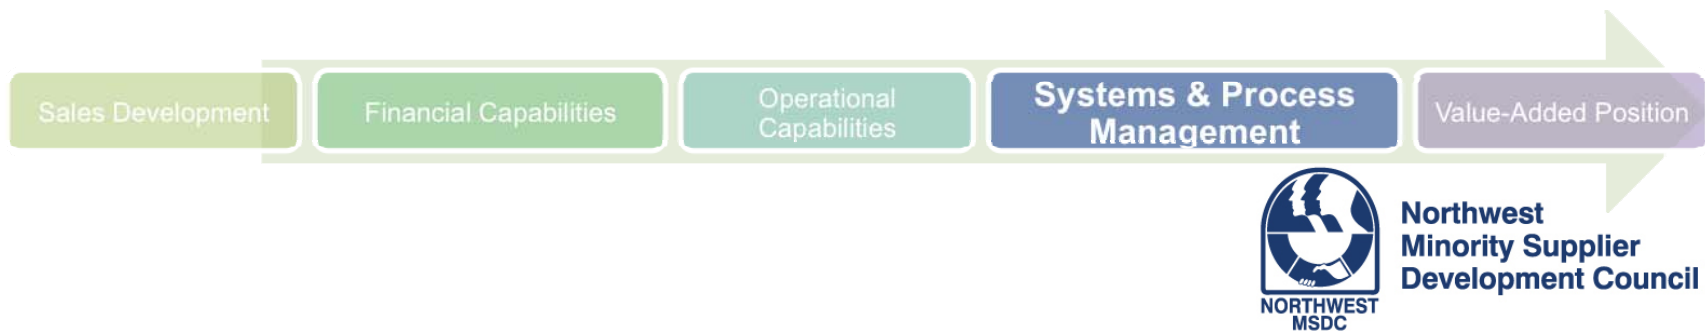 Sales Development
Financial Capabilities
Operational
Capabilities
Systems & Process
Management
Value-Added Position
Northwest
Minority Supplier
Development Council
NORTHWEST
MSDC